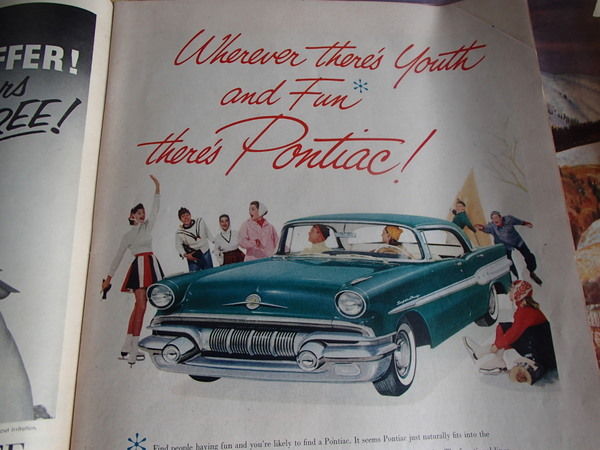 FFER!
rs
REE!
Wherever there's Youth
and Fun*
there's Pontiac!
* Find people having fun and you're likely to find a Pontiac. It seems Pontiac just naturally fits into the